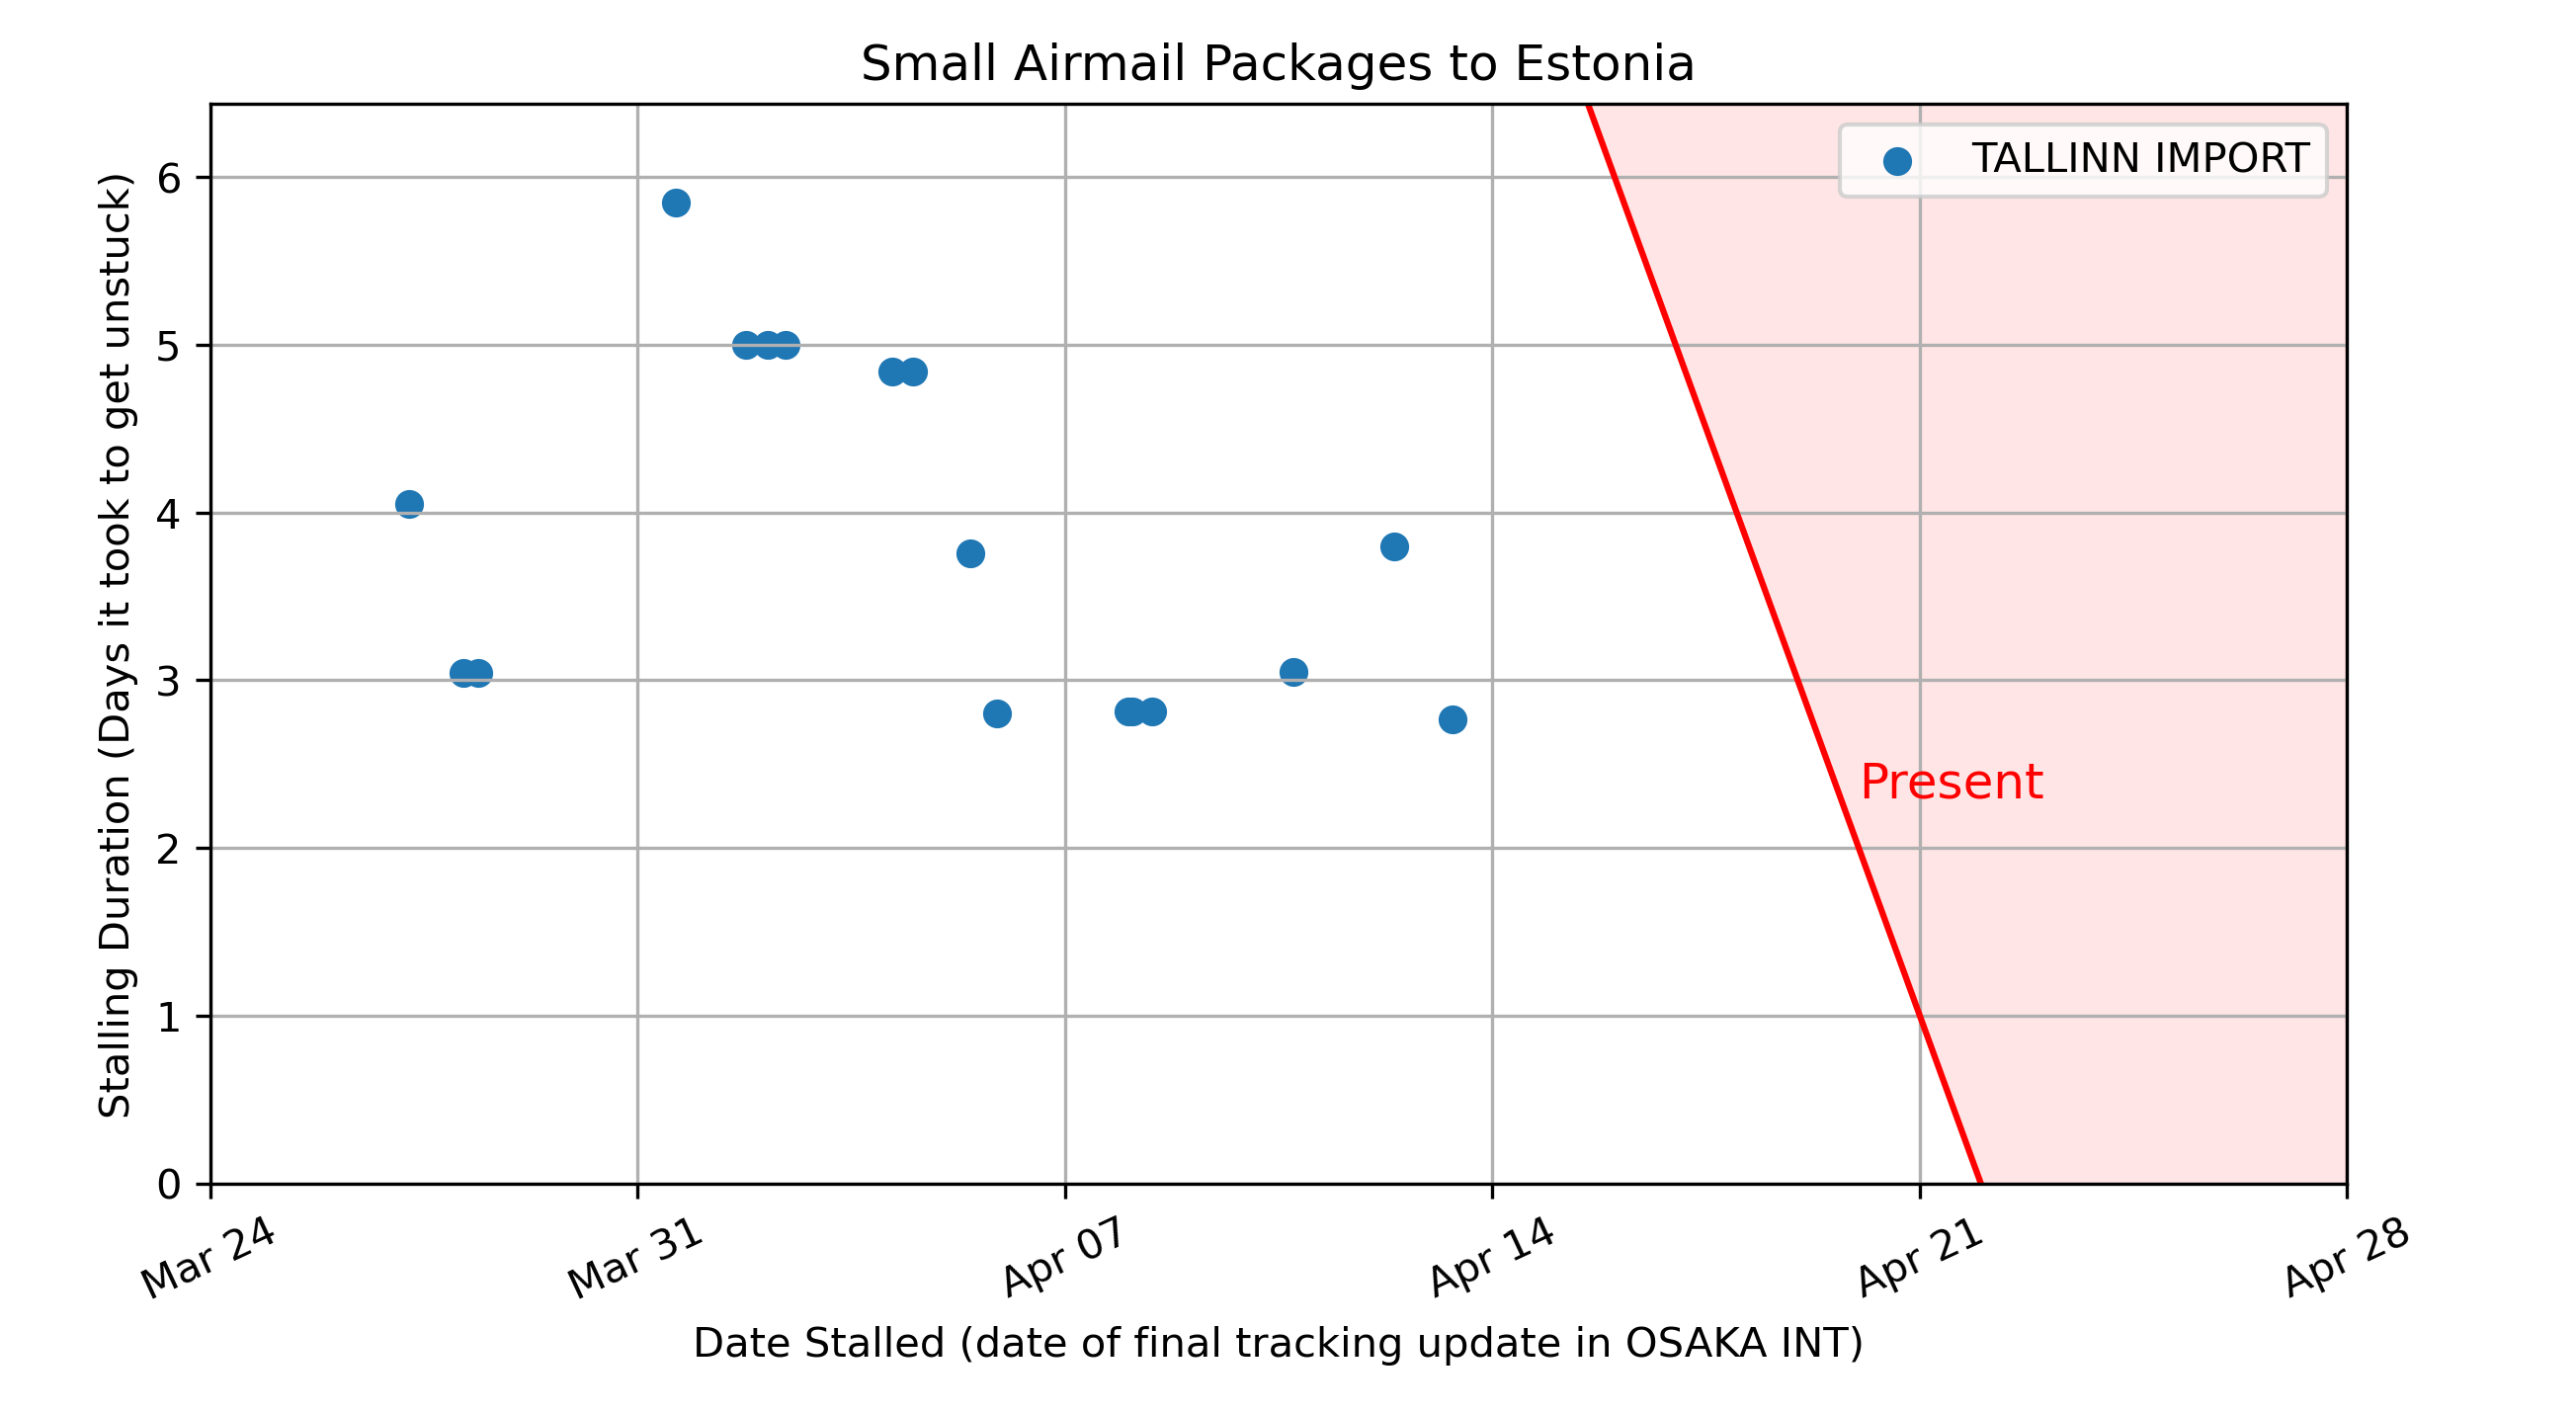 Small Airmail Packages to Estonia
TALLINN IMPORT
Stalling Duration (Days it took to get unstuck)
6
5
4
3
2
1
0
Present
Mar 24
Mar 31
Apr 07
Apr 14
Apr 21
Apr 28
Date Stalled (date of final tracking update in OSAKA INT)